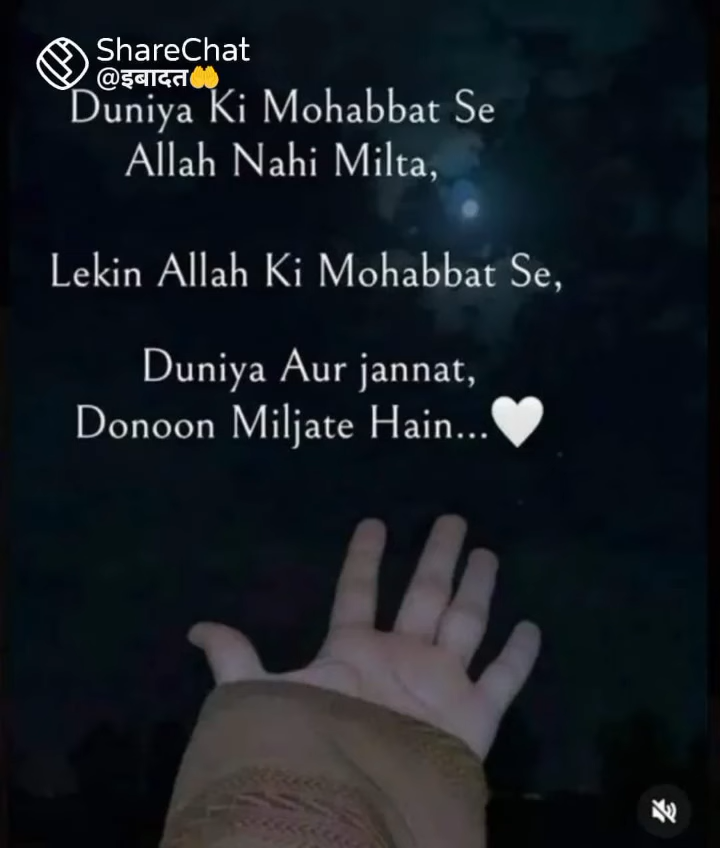 ShareChat
@इबादत🤲
Duniya Ki Mohabbat Se
Allah Nahi Milta,
Lekin Allah Ki Mohabbat Se,
Duniya Aur jannat,
Donoon Miljate Hain...🤍